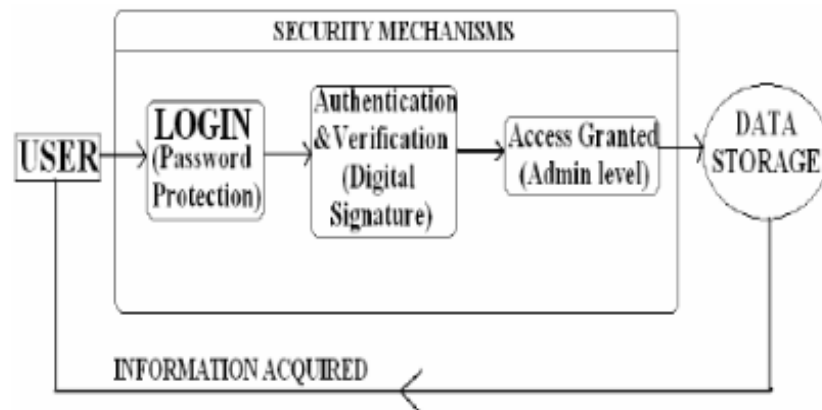 SECURITY MECHANISMS
USER
LOGIN
(Password
Protection)
Authentication
&Verification
(Digital
Signature)
Access Granted
(Admin level)
DATA
STORAGE
INFORMATION ACQUIRED